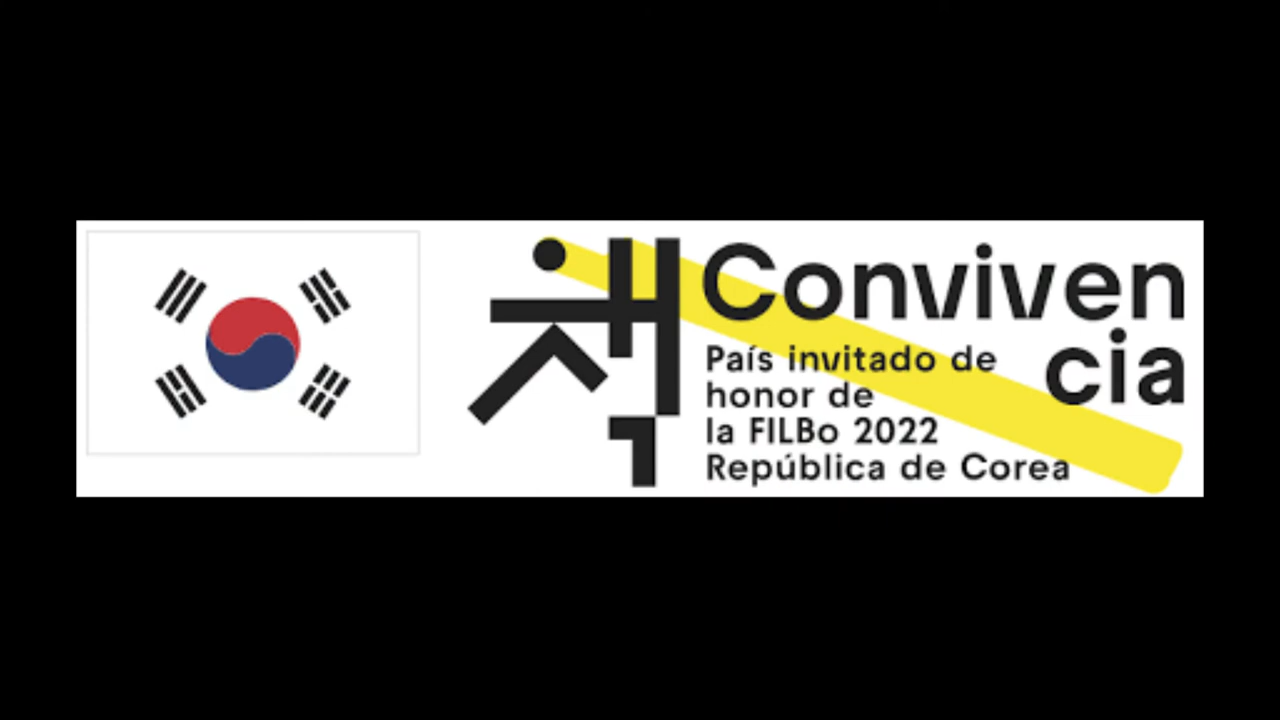 책
Conviven
cia
País invitado de
honor de
la FILBo 2022
República de Corea